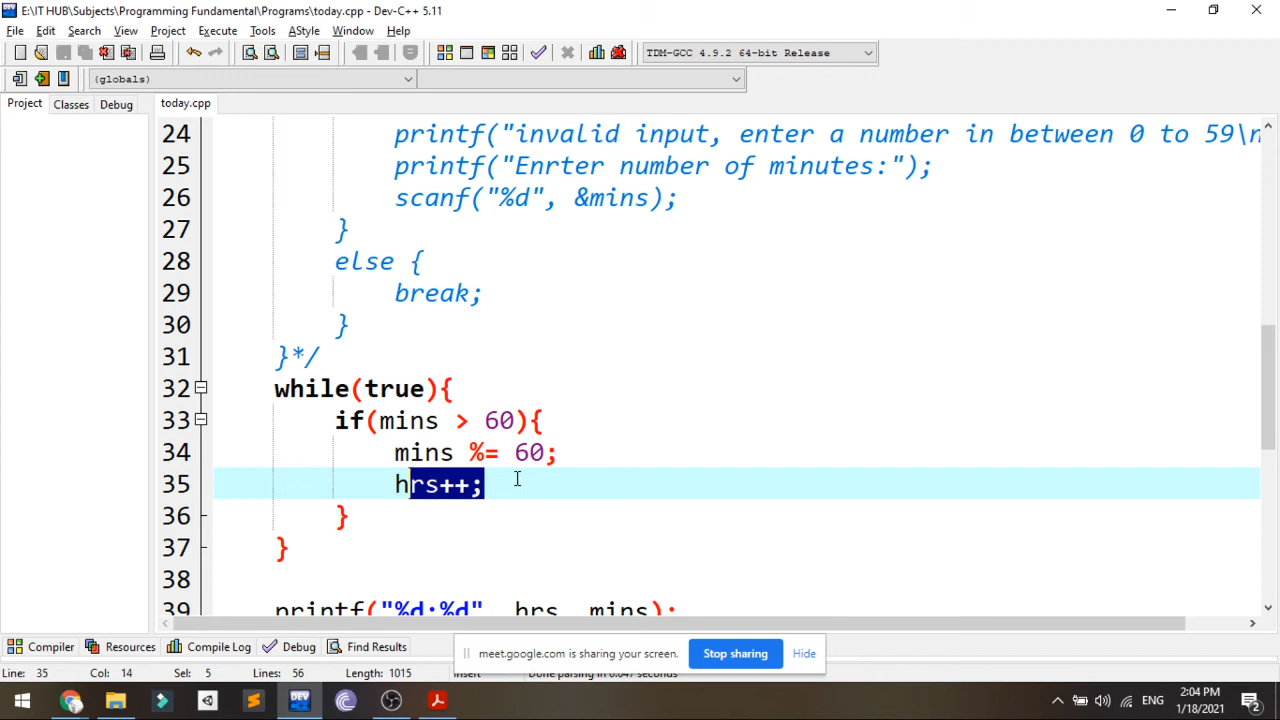 E:\IT HUB\Subjects\Programming Fundamental\Programs\today.cpp - Dev-C++ 5.11
File Edit Search View Project Execute Tools AStyle Window Help
TDM-GCC 4.9.2 64-bit Release
(globals)
Project Classes Debug today.cpp
24 printf("invalid input, enter a number in between 0 to 59\n
25 printf("Enrter number of minutes:");
26 scanf("%d", &mins);
27 }
28 else {
29 break;
30 }
31 }*/
32 while(true){
33 if(mins > 60){
34 mins %= 60;
35 hrs++;
36 }
37 }
38
39 printf("%d:%d", hrs, mins);
Compiler Resources Compile Log Debug Find Results
meet.google.com is sharing your screen. Stop sharing Hide
Line: 35 Col: 14 Sel: 5 Lines: 56 Length: 1015 Insert Done parsing in 0.047 seconds
DEV
ENG
2:04 PM
1/18/2021
2